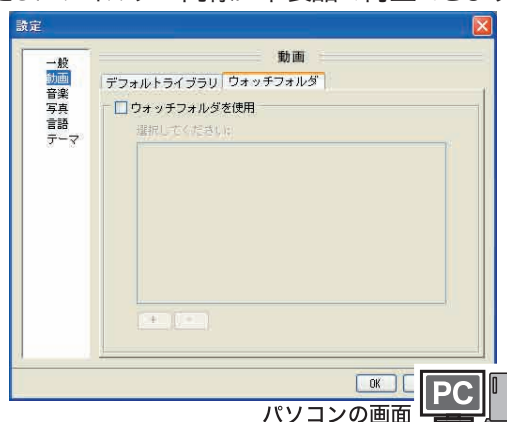 設定
一般
動画
音楽
写真
言語
テーマ
動画
デフォルトライブラリ
ウォッチフォルダ
ウォッチフォルダを使用
選択してください:
+
-
OK
PC
パソコンの画面